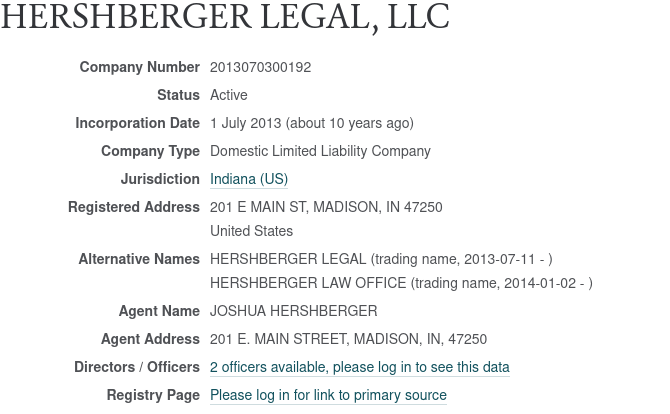 HERSHBERGER LEGAL, LLC
Company Number 2013070300192
Status Active
Incorporation Date 1 July 2013 (about 10 years ago)
Company Type Domestic Limited Liability Company
Jurisdiction Indiana (US)
Registered Address 201 E MAIN ST, MADISON, IN 47250
United States
Alternative Names HERSHBERGER LEGAL (trading name, 2013-07-11 - )
HERSHBERGER LAW OFFICE (trading name, 2014-01-02 - )
Agent Name JOSHUA HERSHBERGER
Agent Address 201 E. MAIN STREET, MADISON, IN, 47250
Directors / Officers 2 officers available, please log in to see this data
Registry Page Please log in for link to primary source